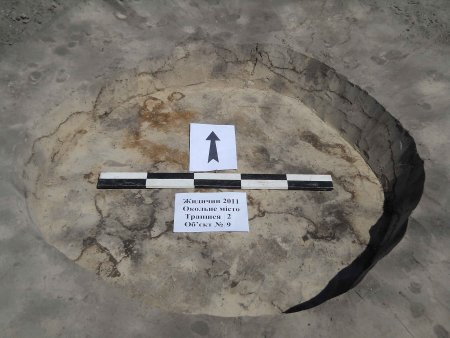 Жидичин 2011
Окольне місто
Траншея 2
Об'єкт № 9